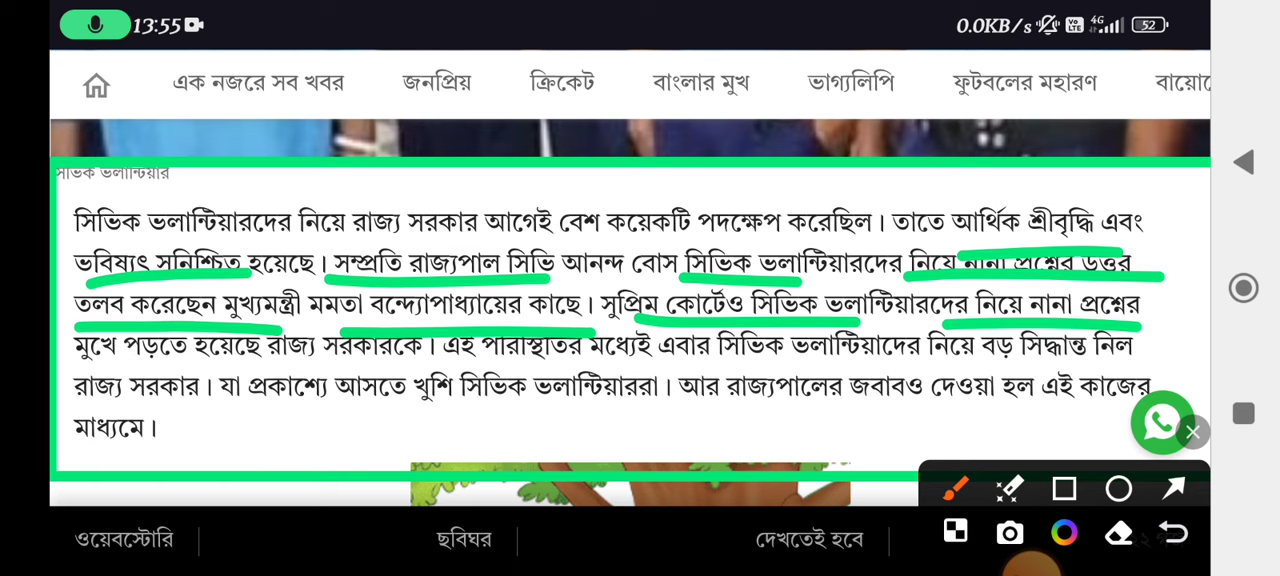 13:55 0.0KB/s Vo LTE 4G 52
এক নজরে সব খবর জনপ্রিয় ক্রিকেট বাংলার মুখ ভাগ্যলিপি ফুটবলের মহারণ বায়ো
সিভিক ভলান্টিয়ার
সিভিক ভলান্টিয়ারদের নিয়ে রাজ্য সরকার আগেই বেশ কয়েকটি পদক্ষেপ করেছিল। তাতে আর্থিক শ্রীবৃদ্ধি এবং
ভবিষ্যৎ সুনিশ্চিত হয়েছে। সম্প্রতি রাজ্যপাল সিভি আনন্দ বোস সিভিক ভলান্টিয়ারদের নিয়ে নানা প্রশ্নের উত্তর
তলব করেছেন মুখ্যমন্ত্রী মমতা বন্দ্যোপাধ্যায়ের কাছে। সুপ্রিম কোর্টেও সিভিক ভলান্টিয়ারদের নিয়ে নানা প্রশ্নের
মুখে পড়তে হয়েছে রাজ্য সরকারকে। এই পরিস্থিতির মধ্যেই এবার সিভিক ভলান্টিয়াদের নিয়ে বড় সিদ্ধান্ত নিল
রাজ্য সরকার। যা প্রকাশ্যে আসতে খুশি সিভিক ভলান্টিয়াররা। আর রাজ্যপালের জবাবও দেওয়া হল এই কাজের
মাধ্যমে।
ওয়েবস্টোরি ছবিঘর দেখতেই হবে